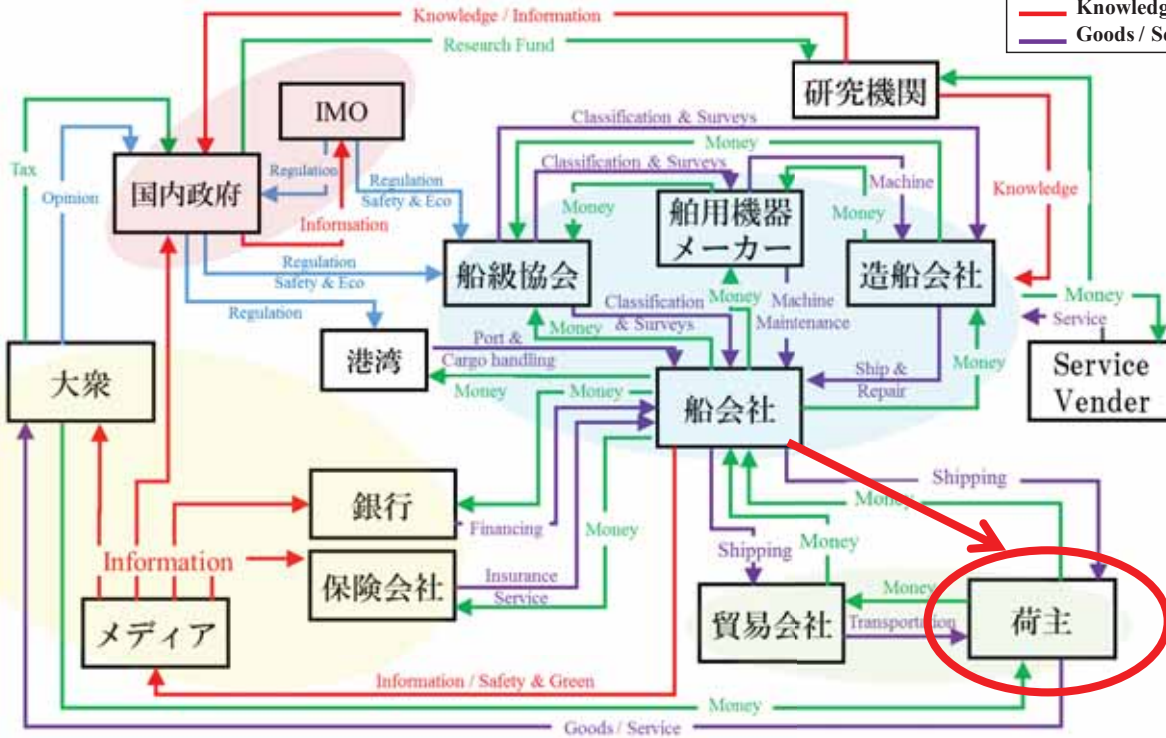 Knowledge / Information
Knowledg
Goods / Se
Research Fund
研究機関
IMO
Classification & Surveys
Money
Tax
Opinion
国内政府
Regulation
Regulation
Safety & Eco
Information
Classification & Surveys
Money
舶用機器
メーカー
Machine
Money
Knowledge
船級協会
造船会社
Regulation
Safety & Eco
Regulation
Classification
& Surveys
Money
Money
Machine
Maintenance
Money
Service
Service
Vender
大衆
港湾
Port &
Cargo handling
Money
船会社
Ship &
Repair
Money
Money
銀行
Financing
Money
Shipping
Money
Shipping
Money
Information
保険会社
Insurance
Service
メディア
貿易会社
Money
Transportation
荷主
Information / Safety & Green
Money
Goods / Service